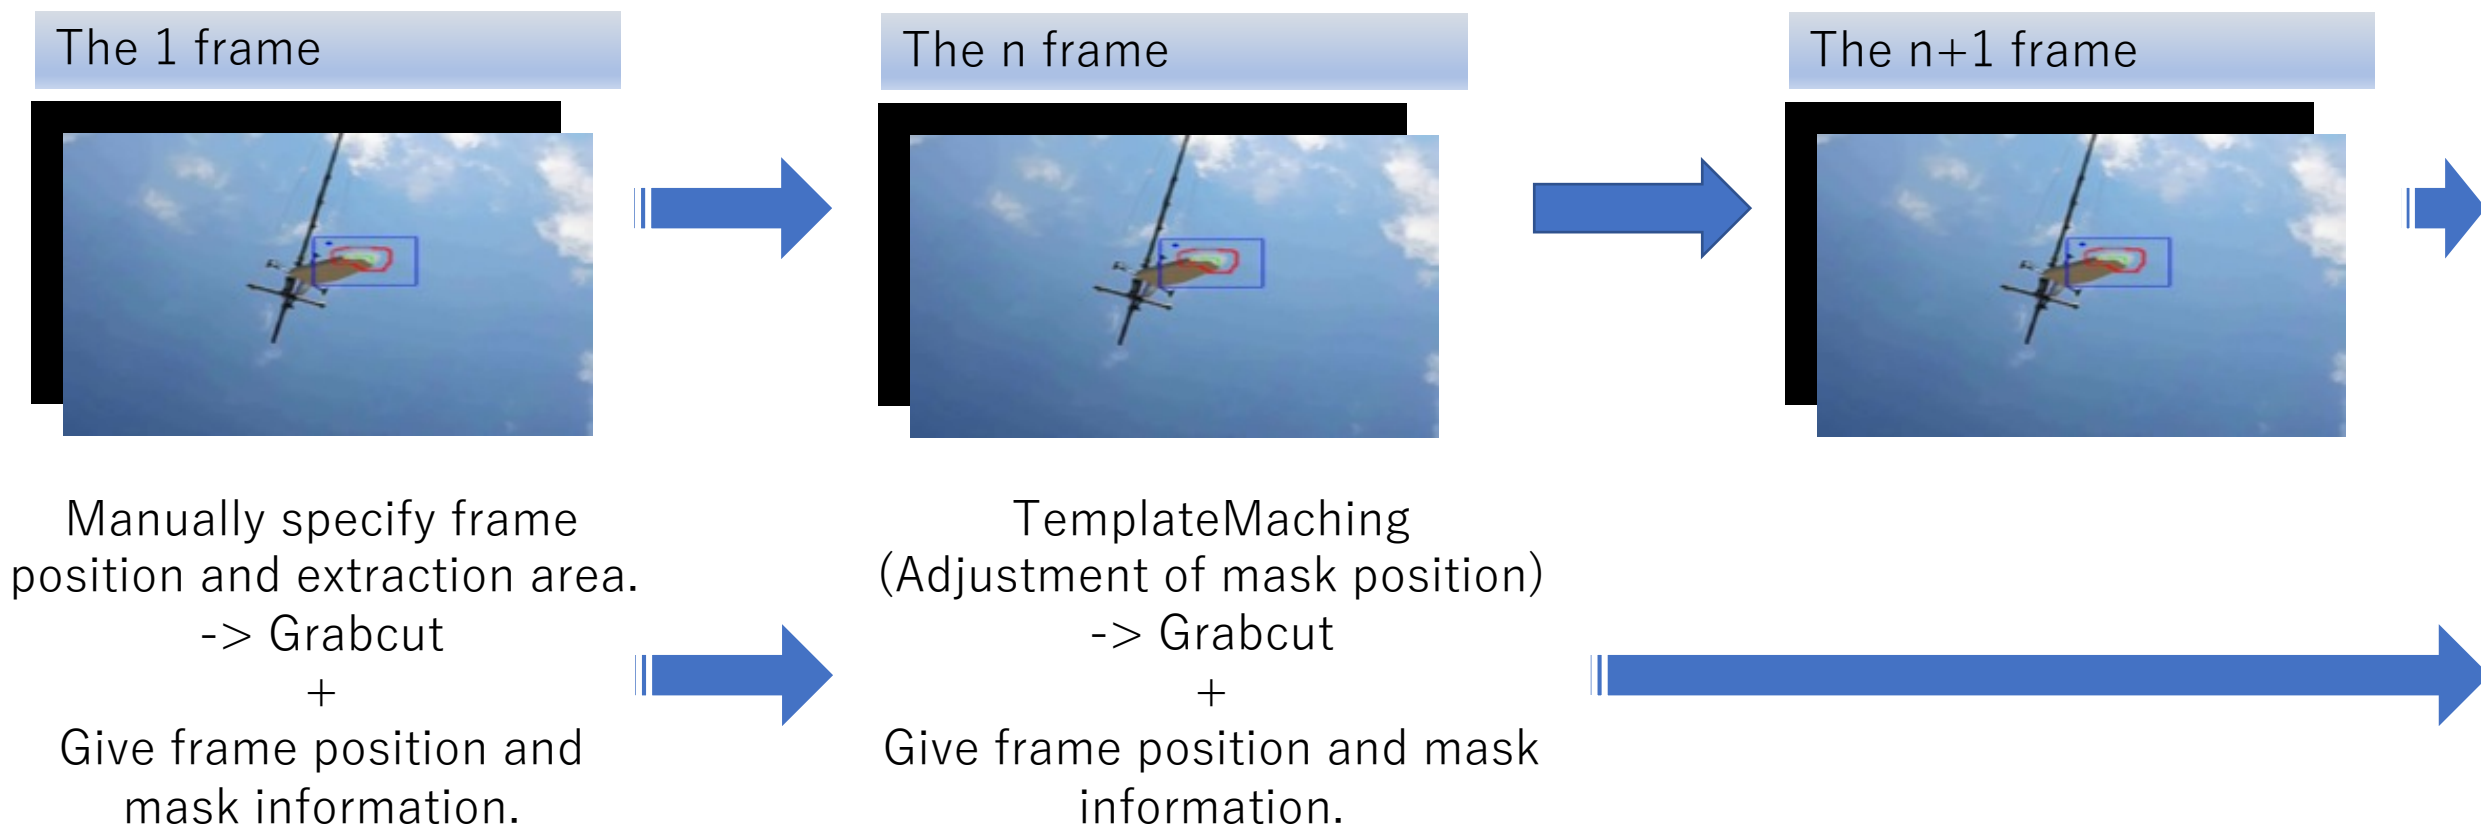 The 1 frame
The n frame
The n+1 frame
Manually specify frame
position and extraction area.
-> Grabcut
+
Give frame position and
mask information.
TemplateMaching
(Adjustment of mask position)
-> Grabcut
+
Give frame position and mask
information.